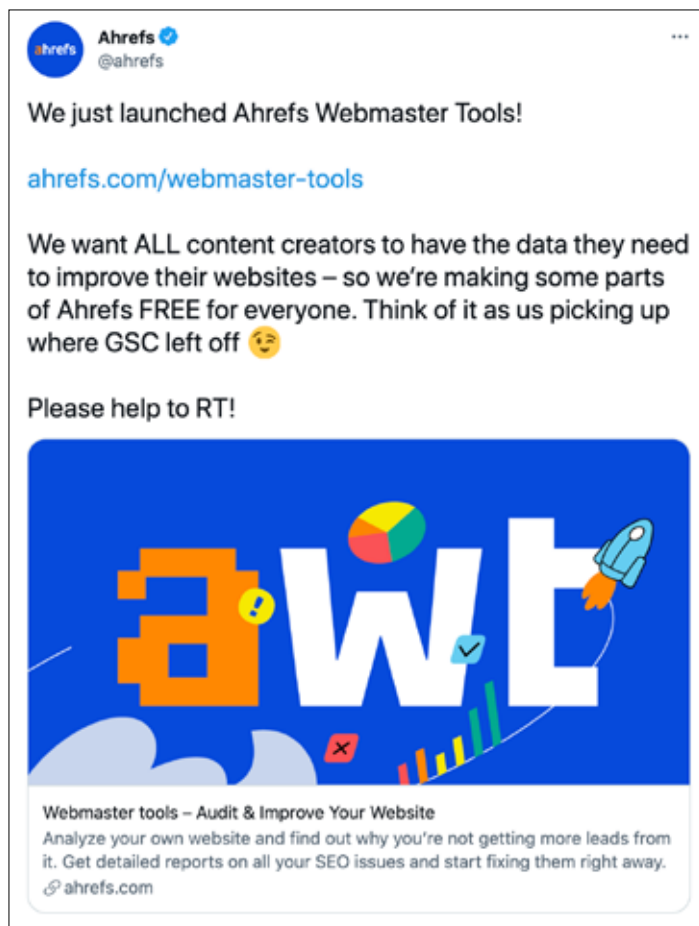 ahrefs
Ahrefs
@ahrefs
We just launched Ahrefs Webmaster Tools!
ahrefs.com/webmaster-tools
We want ALL content creators to have the data they need
to improve their websites – so we're making some parts
of Ahrefs FREE for everyone. Think of it as us picking up
where GSC left off 😉
Please help to RT!
awt
Webmaster tools – Audit & Improve Your Website
Analyze your own website and find out why you're not getting more leads from
it. Get detailed reports on all your SEO issues and start fixing them right away.
ahrefs.com